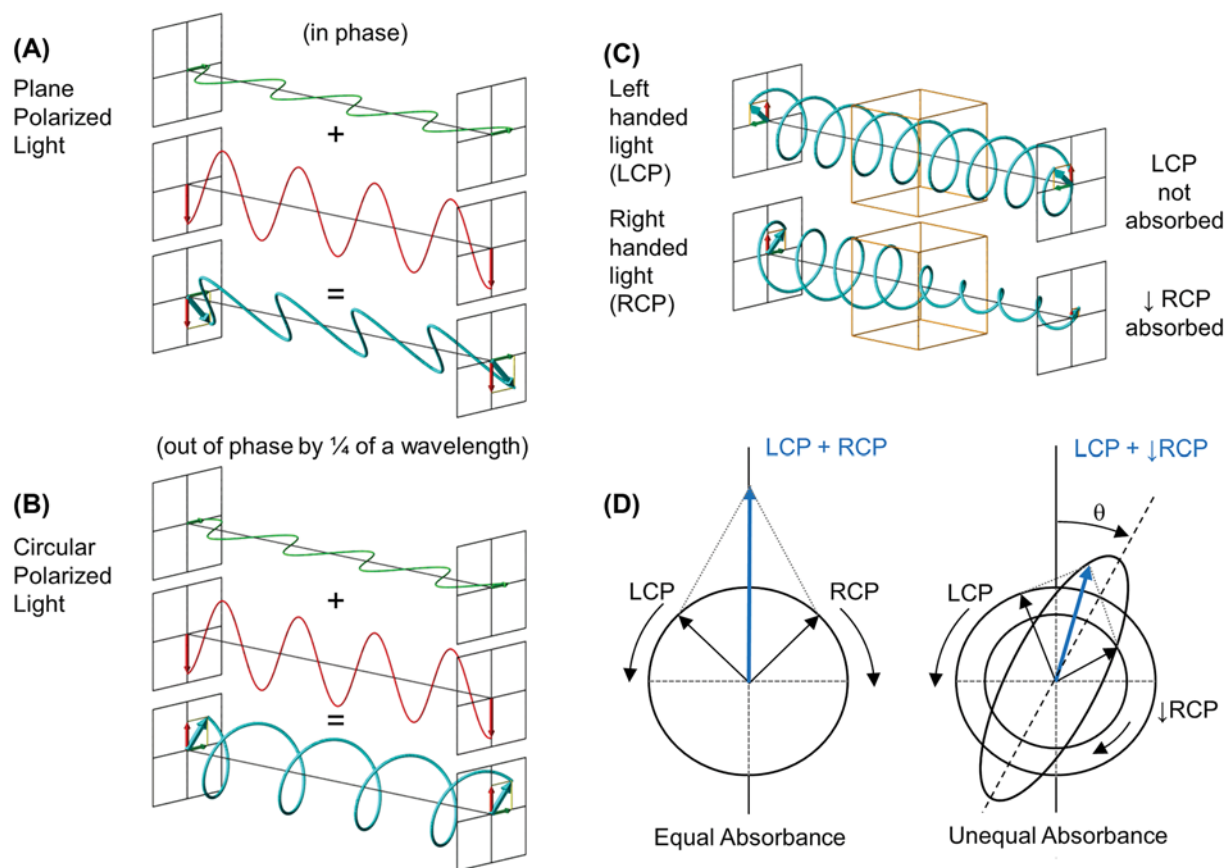 (A)
Plane
Polarized
Light
(in phase)
+
=
(out of phase by ¼ of a wavelength)
(B)
Circular
Polarized
Light
+
=
(C)
Left
handed
light
(LCP)
Right
handed
light
(RCP)
LCP
not
absorbed
↓ RCP
absorbed
(D)
LCP + RCP
LCP
RCP
Equal Absorbance
LCP + ↓RCP
θ
LCP
↓RCP
Unequal Absorbance